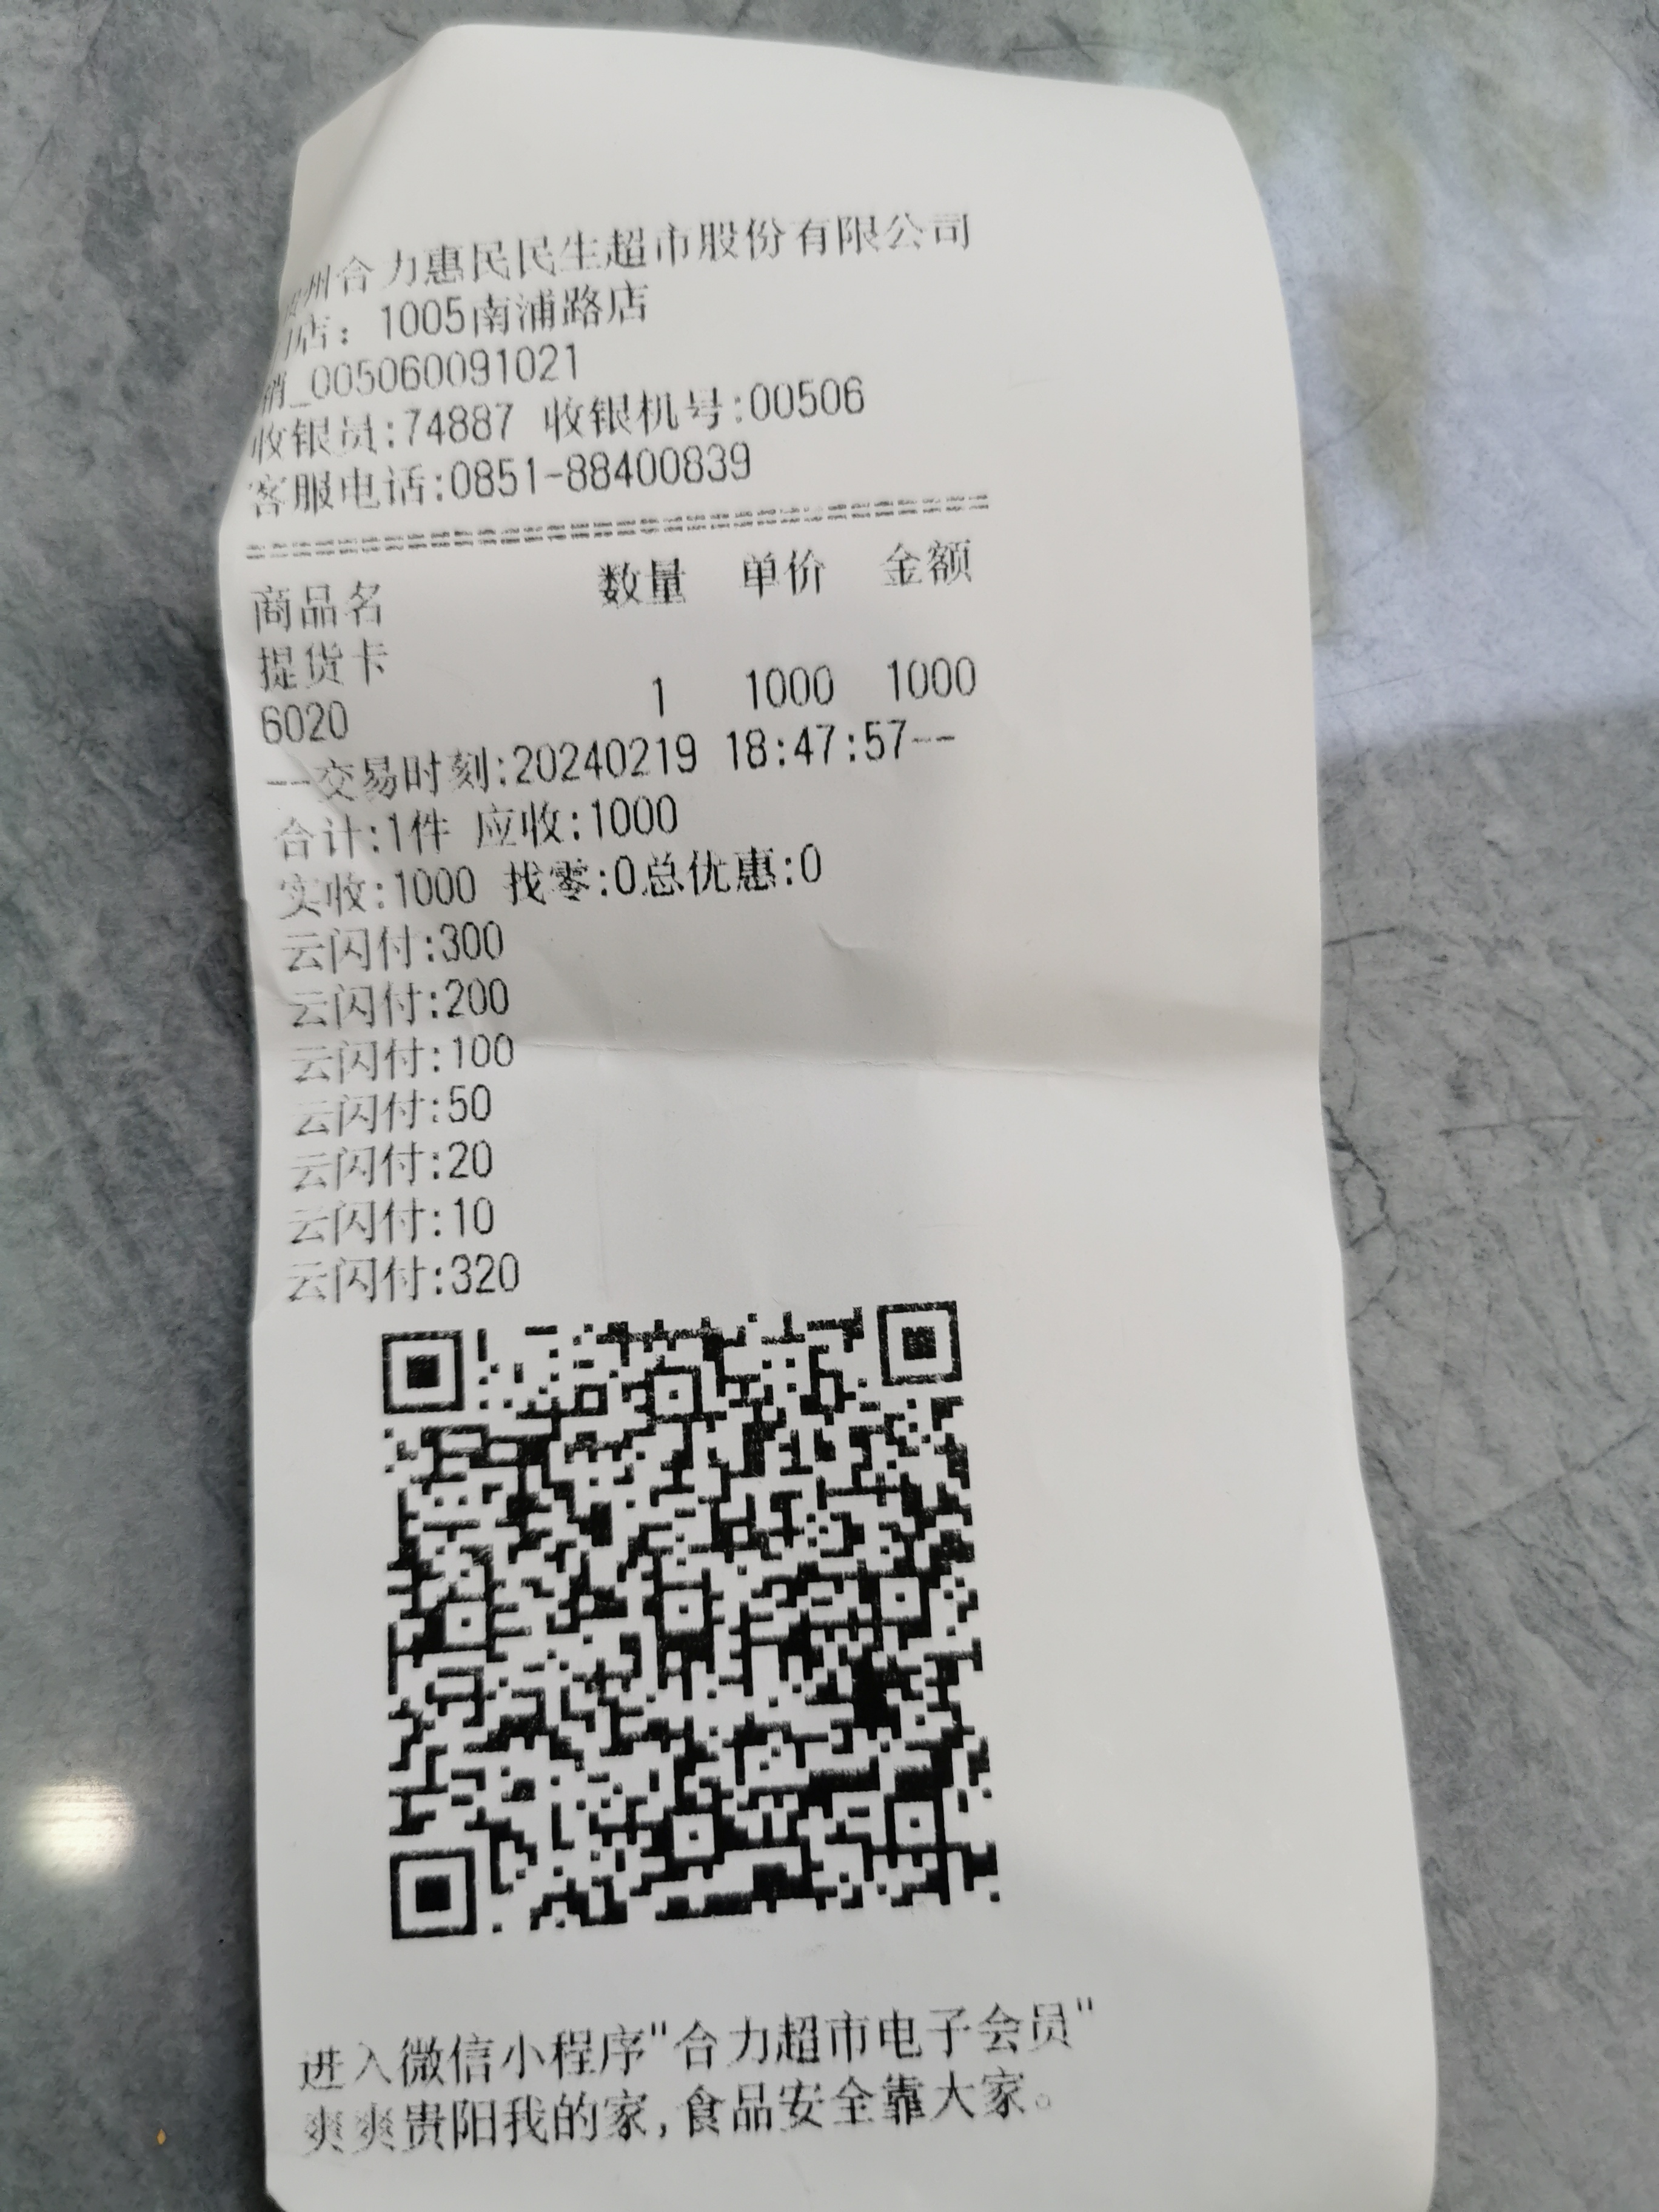 州合力惠民民生超市股份有限公司
店：1005南浦路店
销_005060091021
收银员:74887 收银机号:00506
客服电话:0851-88400839
商品名 数量 单价 金额
提货卡
6020 1 1000 1000
--交易时刻:20240219 18:47:57--
合计:1件 应收:1000
实收:1000 找零:0总优惠:0
云闪付:300
云闪付:200
云闪付:100
云闪付:50
云闪付:20
云闪付:10
云闪付:320
进入微信小程序"合力超市电子会员"
爽爽贵阳我的家,食品安全靠大家。